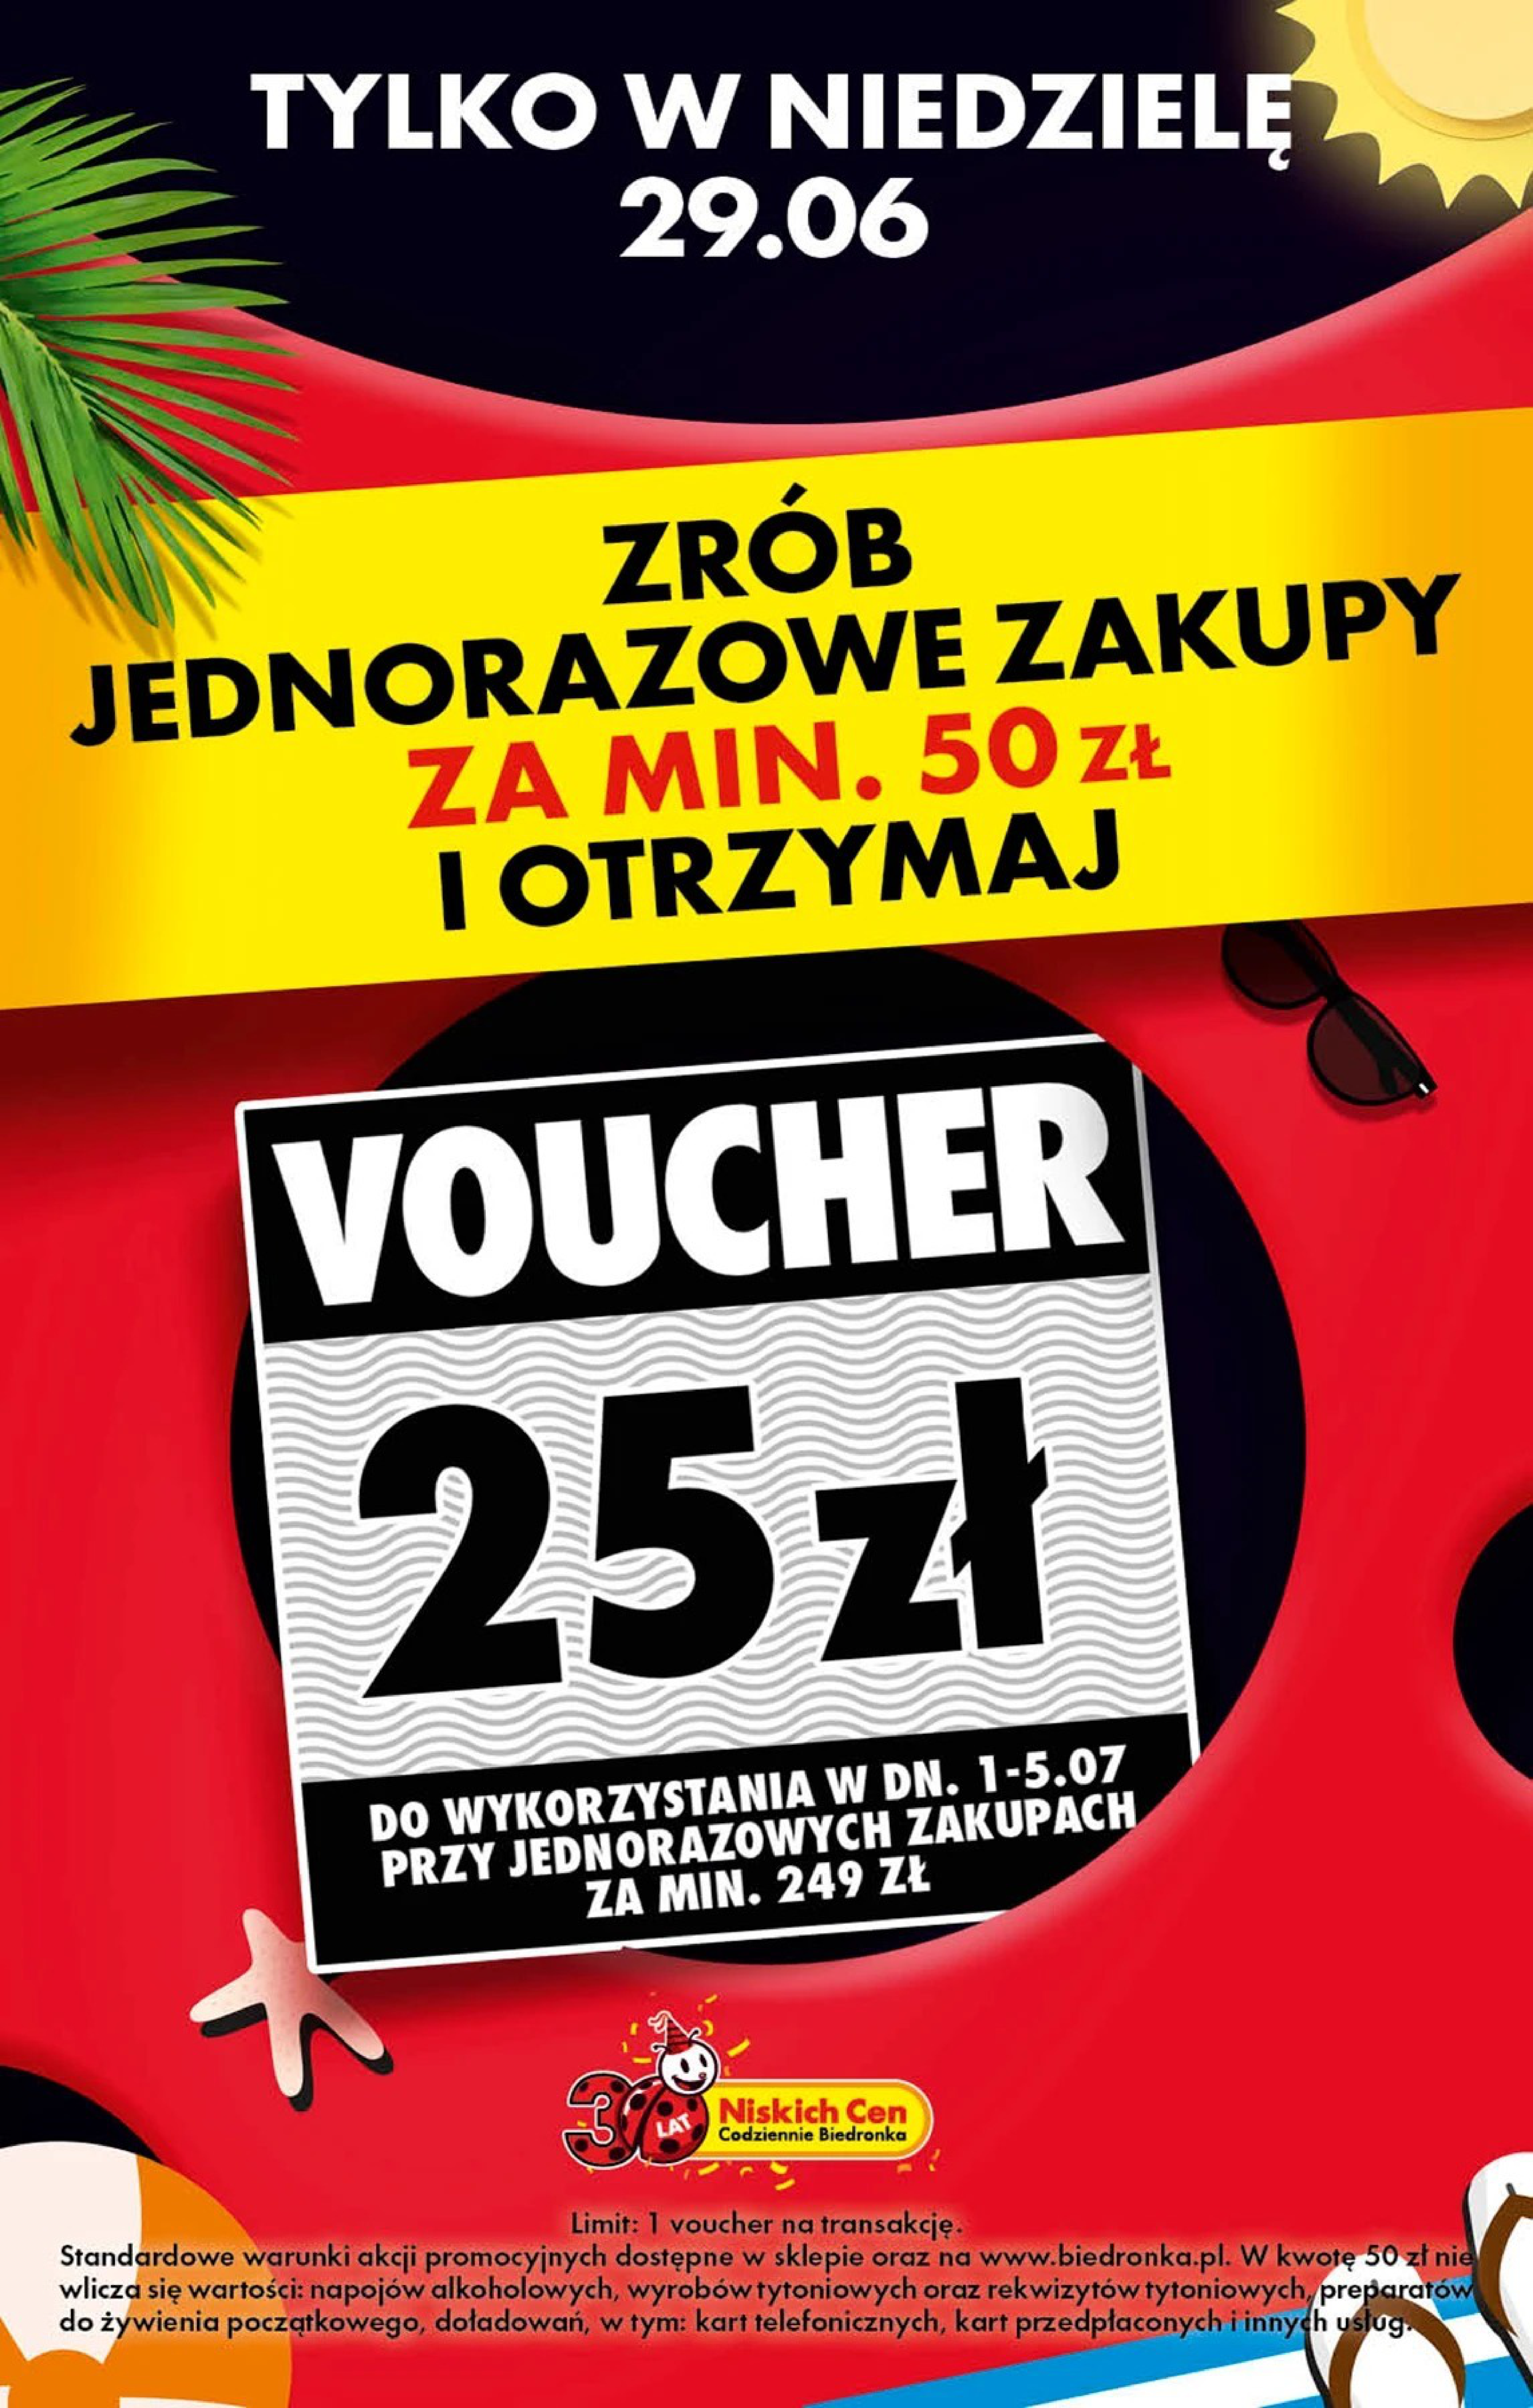 TYLKO W NIEDZIELĘ
29.06
ZRÓB
JEDNORAZOWE ZAKUPY
ZA MIN. 50 ZŁ
I OTRZYMAJ
VOUCHER
25 zł
DO WYKORZYSTANIA W DN. 1-5.07
PRZY JEDNORAZOWYCH ZAKUPACH
ZA MIN. 249 ZŁ
30 LAT
Niskich Cen
Codziennie Biedronka
Limit: 1 voucher na transakcję.
Standardowe warunki akcji promocyjnych dostępne w sklepie oraz na www.biedronka.pl. W kwotę 50 zł nie
wlicza się wartości: napojów alkoholowych, wyrobów tytoniowych oraz rekwizytów tytoniowych, preparatów
do żywienia początkowego, doładowań, w tym: kart telefonicznych, kart przedpłaconych i innych usług.